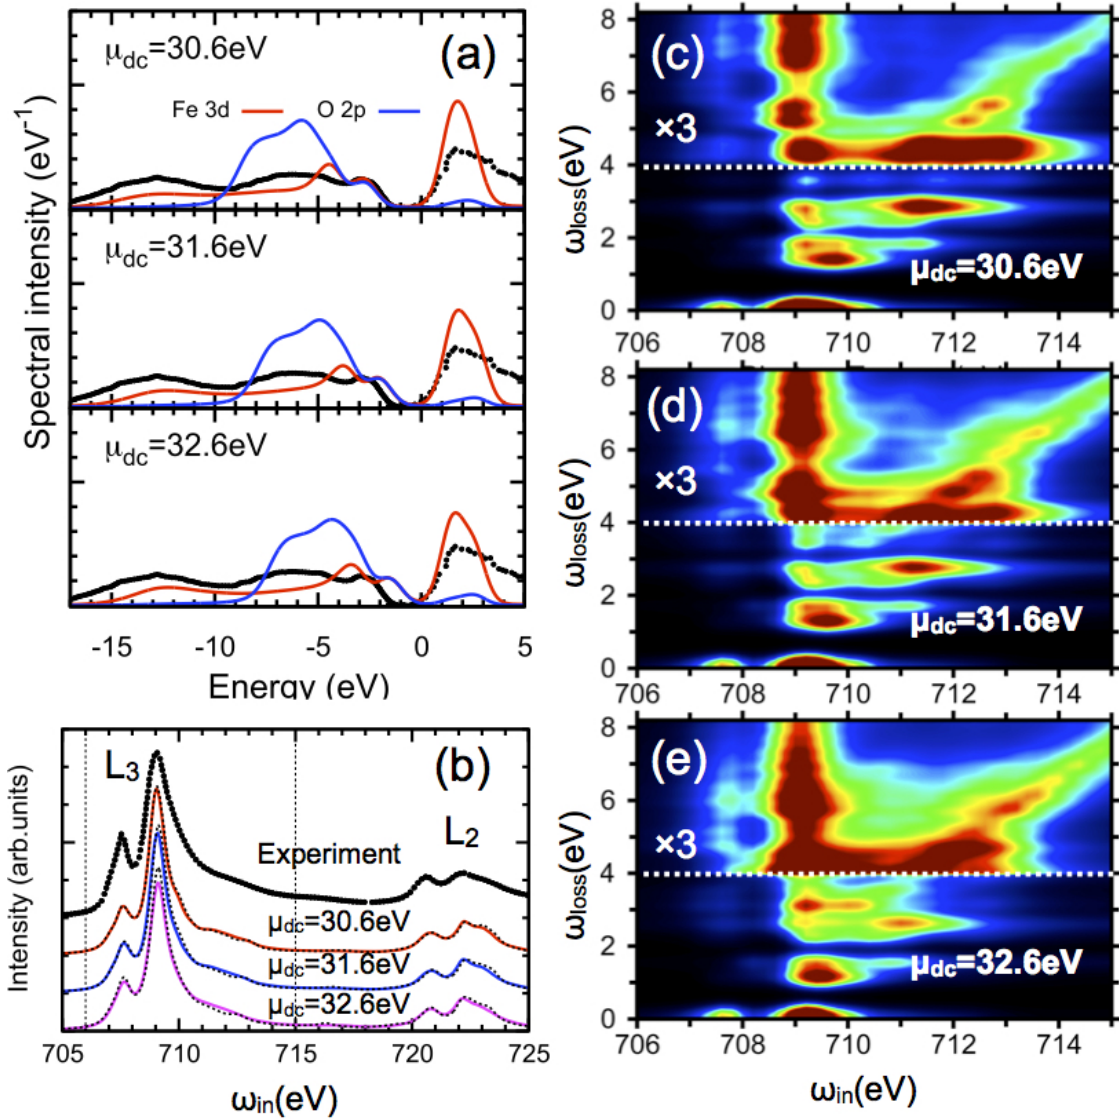 (a)
μdc=30.6eV
Fe 3d O 2p
μdc=31.6eV
μdc=32.6eV
Spectral intensity (eV-1)
-15 -10 -5 0 5
Energy (eV)
(b)
L3
L2
Experiment
μdc=30.6eV
μdc=31.6eV
μdc=32.6eV
Intensity (arb.units)
705 710 715 720 725
ωin(eV)
(c)
×3
μdc=30.6eV
ωloss(eV)
8
6
4
2
0
706 708 710 712 714
(d)
×3
μdc=31.6eV
ωloss(eV)
8
6
4
2
0
706 708 710 712 714
(e)
×3
μdc=32.6eV
ωloss(eV)
8
6
4
2
0
706 708 710 712 714
ωin(eV)